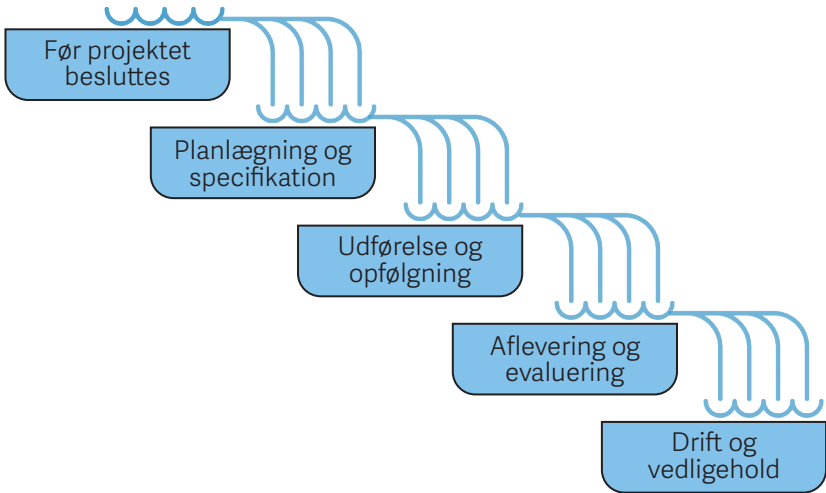 Før projektet
besluttes
Planlægning og
specifikation
Udførelse og
opfølgning
Aflevering og
evaluering
Drift og
vedligehold